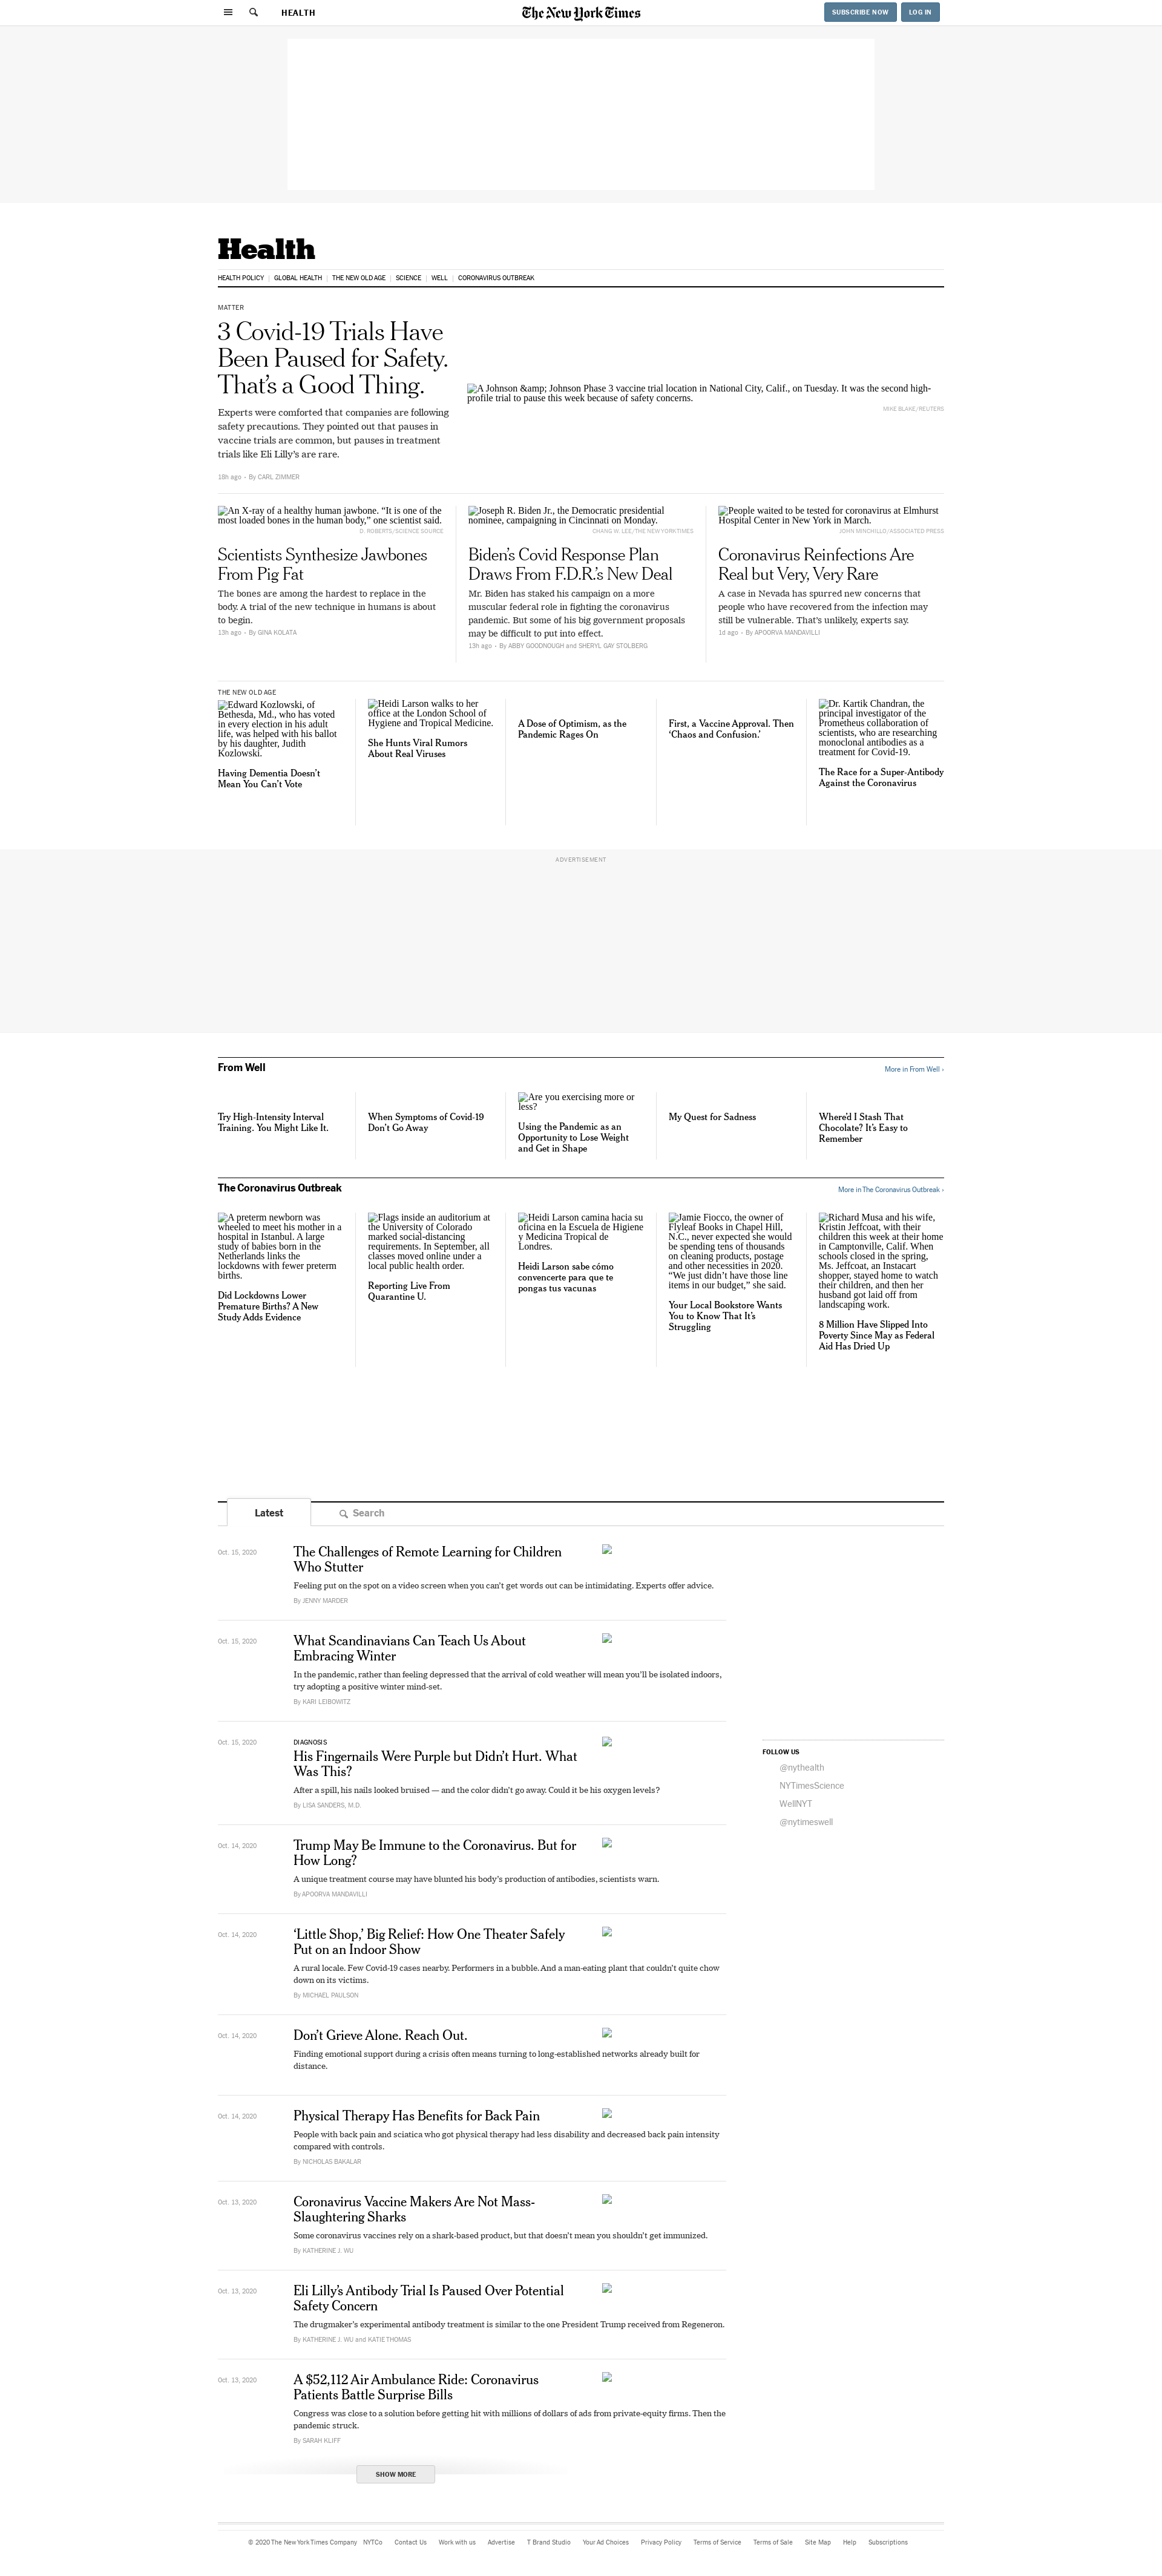 HEALTH
The New York Times
SUBSCRIBE NOW
LOG IN
Health
HEALTH POLICY
GLOBAL HEALTH
THE NEW OLD AGE
SCIENCE
WELL
CORONAVIRUS OUTBREAK
MATTER
3 Covid-19 Trials Have
Been Paused for Safety.
That’s a Good Thing.
Experts were comforted that companies are following
safety precautions. They pointed out that pauses in
vaccine trials are common, but pauses in treatment
trials like Eli Lilly’s are rare.
18h ago • By CARL ZIMMER
A Johnson &amp; Johnson Phase 3 vaccine trial location in National City, Calif., on Tuesday. It was the second high-
profile trial to pause this week because of safety concerns.
MIKE BLAKE/REUTERS
An X-ray of a healthy human jawbone. “It is one of the
most loaded bones in the human body,” one scientist said.
D. ROBERTS/SCIENCE SOURCE
Scientists Synthesize Jawbones
From Pig Fat
The bones are among the hardest to replace in the
body. A trial of the new technique in humans is about
to begin.
13h ago • By GINA KOLATA
Joseph R. Biden Jr., the Democratic presidential
nominee, campaigning in Cincinnati on Monday.
CHANG W. LEE/THE NEW YORK TIMES
Biden’s Covid Response Plan
Draws From F.D.R.’s New Deal
Mr. Biden has staked his campaign on a more
muscular federal role in fighting the coronavirus
pandemic. But some of his big government proposals
may be difficult to put into effect.
13h ago • By ABBY GOODNOUGH and SHERYL GAY STOLBERG
People waited to be tested for coronavirus at Elmhurst
Hospital Center in New York in March.
JOHN MINCHILLO/ASSOCIATED PRESS
Coronavirus Reinfections Are
Real but Very, Very Rare
A case in Nevada has spurred new concerns that
people who have recovered from the infection may
still be vulnerable. That’s unlikely, experts say.
1d ago • By APOORVA MANDAVILLI
THE NEW OLD AGE
Edward Kozlowski, of
Bethesda, Md., who has voted
in every election in his adult
life, was helped with his ballot
by his daughter, Judith
Kozlowski.
Having Dementia Doesn’t
Mean You Can’t Vote
Heidi Larson walks to her
office at the London School of
Hygiene and Tropical Medicine.
She Hunts Viral Rumors
About Real Viruses
A Dose of Optimism, as the
Pandemic Rages On
First, a Vaccine Approval. Then
‘Chaos and Confusion.’
Dr. Kartik Chandran, the
principal investigator of the
Prometheus collaboration of
scientists, who are researching
monoclonal antibodies as a
treatment for Covid-19.
The Race for a Super-Antibody
Against the Coronavirus
ADVERTISEMENT
From Well
More in From Well ›
Try High-Intensity Interval
Training. You Might Like It.
When Symptoms of Covid-19
Don’t Go Away
Are you exercising more or
less?
Using the Pandemic as an
Opportunity to Lose Weight
and Get in Shape
My Quest for Sadness
Where’d I Stash That
Chocolate? It’s Easy to
Remember
The Coronavirus Outbreak
More in The Coronavirus Outbreak ›
A preterm newborn was
wheeled to meet his mother in a
hospital in Istanbul. A large
study of babies born in the
Netherlands links the
lockdowns with fewer preterm
births.
Did Lockdowns Lower
Premature Births? A New
Study Adds Evidence
Flags inside an auditorium at
the University of Colorado
marked social-distancing
requirements. In September, all
classes moved online under a
local public health order.
Reporting Live From
Quarantine U.
Heidi Larson camina hacia su
oficina en la Escuela de Higiene
y Medicina Tropical de
Londres.
Heidi Larson sabe cómo
convencerte para que te
pongas tus vacunas
Jamie Fiocco, the owner of
Flyleaf Books in Chapel Hill,
N.C., never expected she would
be spending tens of thousands
on cleaning products, postage
and other necessities in 2020.
“We just didn’t have those line
items in our budget,” she said.
Your Local Bookstore Wants
You to Know That It’s
Struggling
Richard Musa and his wife,
Kristin Jeffcoat, with their
children this week at their home
in Camptonville, Calif. When
schools closed in the spring,
Ms. Jeffcoat, an Instacart
shopper, stayed home to watch
their children, and then her
husband got laid off from
landscaping work.
8 Million Have Slipped Into
Poverty Since May as Federal
Aid Has Dried Up
Latest
Search
Oct. 15, 2020
The Challenges of Remote Learning for Children
Who Stutter
Feeling put on the spot on a video screen when you can’t get words out can be intimidating. Experts offer advice.
By JENNY MARDER
Oct. 15, 2020
What Scandinavians Can Teach Us About
Embracing Winter
In the pandemic, rather than feeling depressed that the arrival of cold weather will mean you’ll be isolated indoors,
try adopting a positive winter mind-set.
By KARI LEIBOWITZ
Oct. 15, 2020
DIAGNOSIS
His Fingernails Were Purple but Didn’t Hurt. What
Was This?
After a spill, his nails looked bruised — and the color didn’t go away. Could it be his oxygen levels?
By LISA SANDERS, M.D.
FOLLOW US
@nythealth
NYTimesScience
WellNYT
@nytimeswell
Oct. 14, 2020
Trump May Be Immune to the Coronavirus. But for
How Long?
A unique treatment course may have blunted his body’s production of antibodies, scientists warn.
By APOORVA MANDAVILLI
Oct. 14, 2020
‘Little Shop,’ Big Relief: How One Theater Safely
Put on an Indoor Show
A rural locale. Few Covid-19 cases nearby. Performers in a bubble. And a man-eating plant that couldn’t quite chow
down on its victims.
By MICHAEL PAULSON
Oct. 14, 2020
Don’t Grieve Alone. Reach Out.
Finding emotional support during a crisis often means turning to long-established networks already built for
distance.
Oct. 14, 2020
Physical Therapy Has Benefits for Back Pain
People with back pain and sciatica who got physical therapy had less disability and decreased back pain intensity
compared with controls.
By NICHOLAS BAKALAR
Oct. 13, 2020
Coronavirus Vaccine Makers Are Not Mass-
Slaughtering Sharks
Some coronavirus vaccines rely on a shark-based product, but that doesn’t mean you shouldn’t get immunized.
By KATHERINE J. WU
Oct. 13, 2020
Eli Lilly’s Antibody Trial Is Paused Over Potential
Safety Concern
The drugmaker’s experimental antibody treatment is similar to the one President Trump received from Regeneron.
By KATHERINE J. WU and KATIE THOMAS
Oct. 13, 2020
A $52,112 Air Ambulance Ride: Coronavirus
Patients Battle Surprise Bills
Congress was close to a solution before getting hit with millions of dollars of ads from private-equity firms. Then the
pandemic struck.
By SARAH KLIFF
SHOW MORE
© 2020 The New York Times Company
NYTCo
Contact Us
Work with us
Advertise
T Brand Studio
Your Ad Choices
Privacy Policy
Terms of Service
Terms of Sale
Site Map
Help
Subscriptions